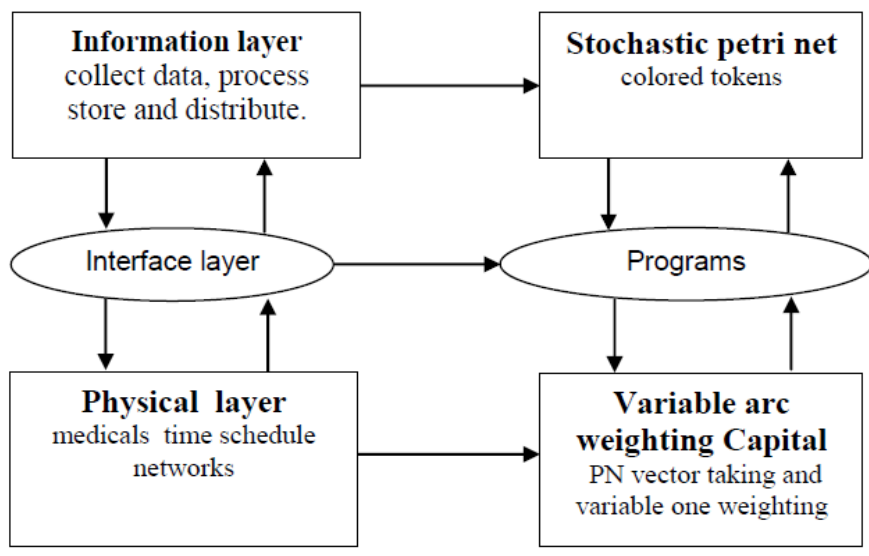 Information layer
collect data, process
store and distribute.
Stochastic petri net
colored tokens
Interface layer
Programs
Physical layer
medicals time schedule
networks
Variable arc
weighting Capital
PN vector taking and
variable one weighting